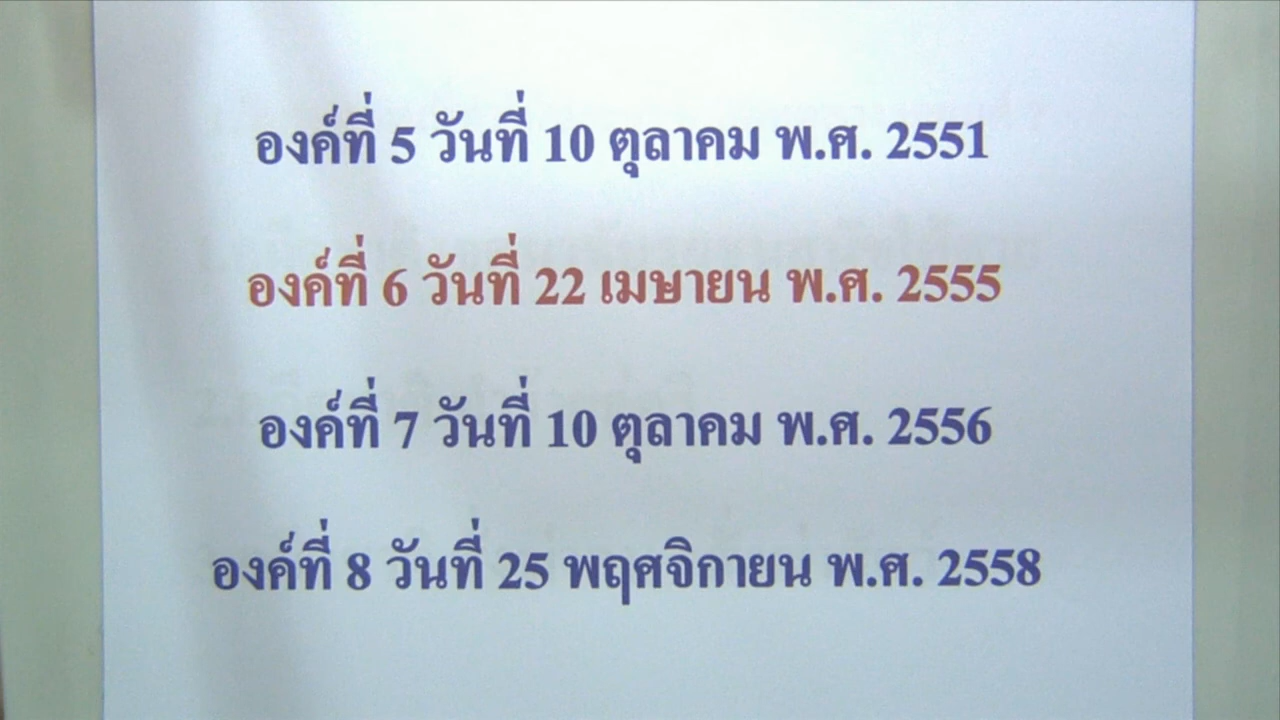 องค์ที่ 5 วันที่ 10 ตุลาคม พ.ศ. 2551
องค์ที่ 6 วันที่ 22 เมษายน พ.ศ. 2555
องค์ที่ 7 วันที่ 10 ตุลาคม พ.ศ. 2556
องค์ที่ 8 วันที่ 25 พฤศจิกายน พ.ศ. 2558